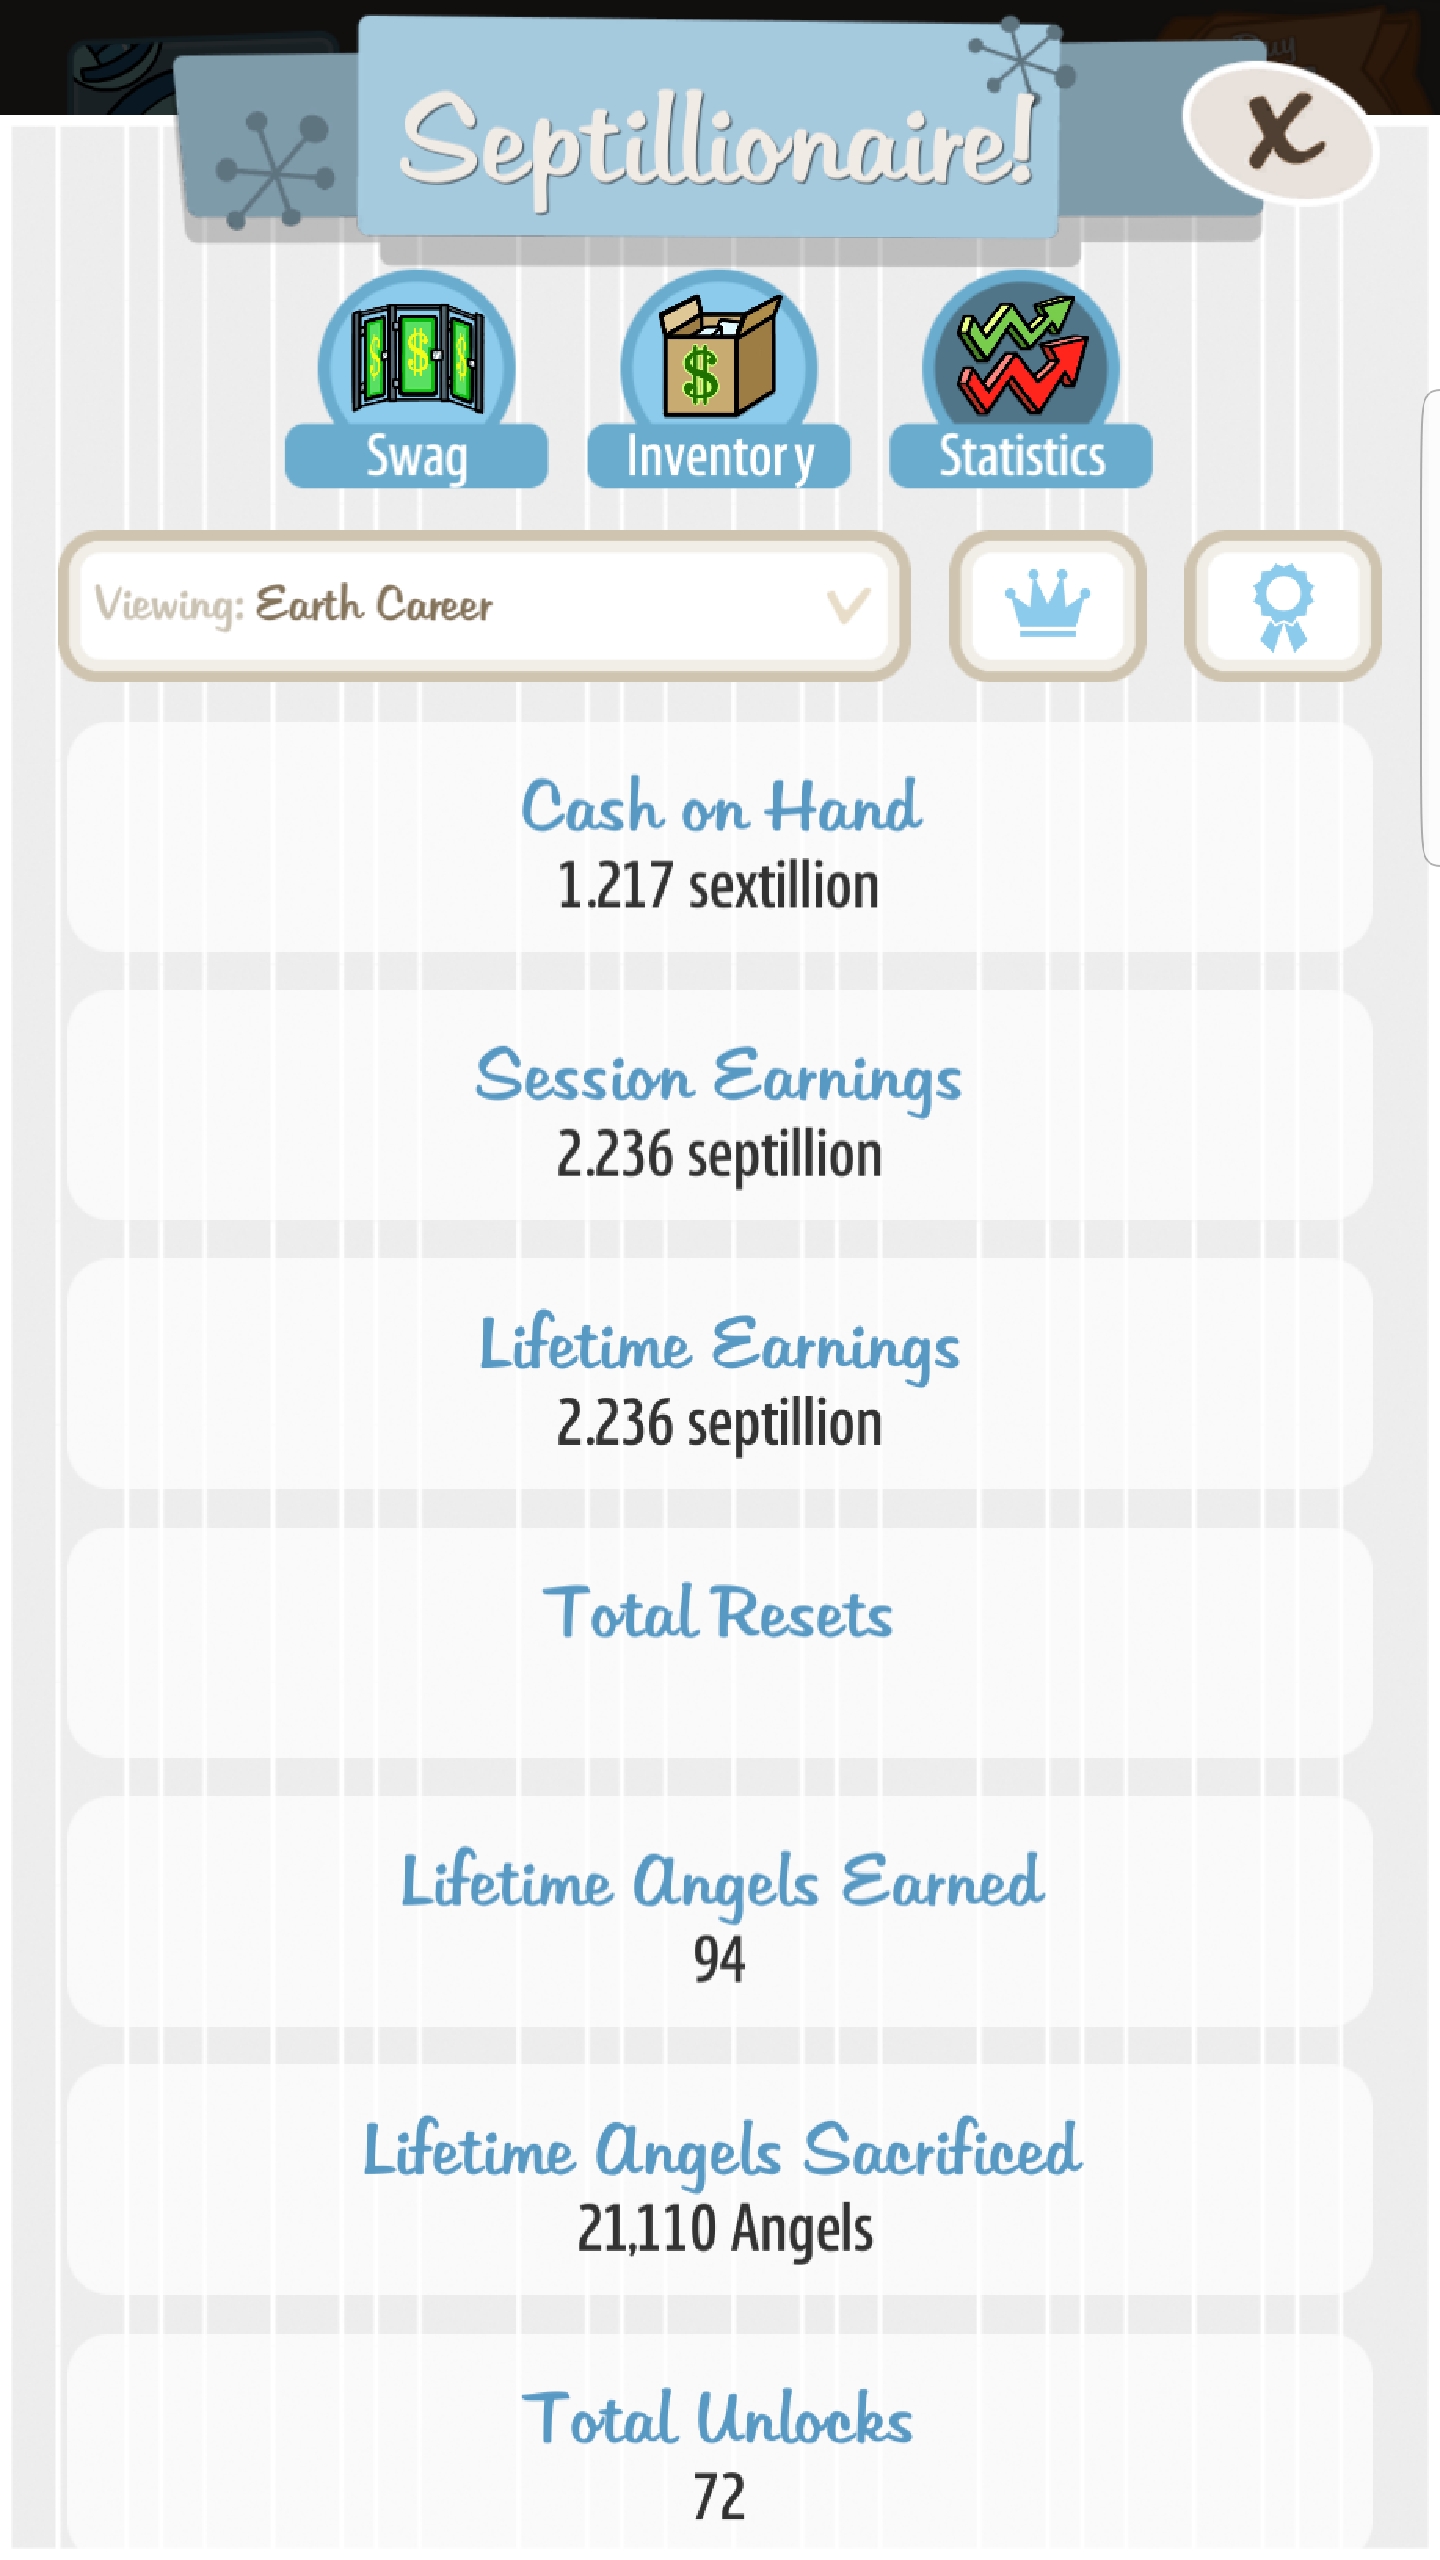 Buy
Septillionaire!
X
Swag
Inventory
Statistics
Viewing: Earth Career
Cash on Hand
1.217 sextillion
Session Earnings
2.236 septillion
Lifetime Earnings
2.236 septillion
Total Resets
Lifetime Angels Earned
94
Lifetime Angels Sacrificed
21,110 Angels
Total Unlocks
72